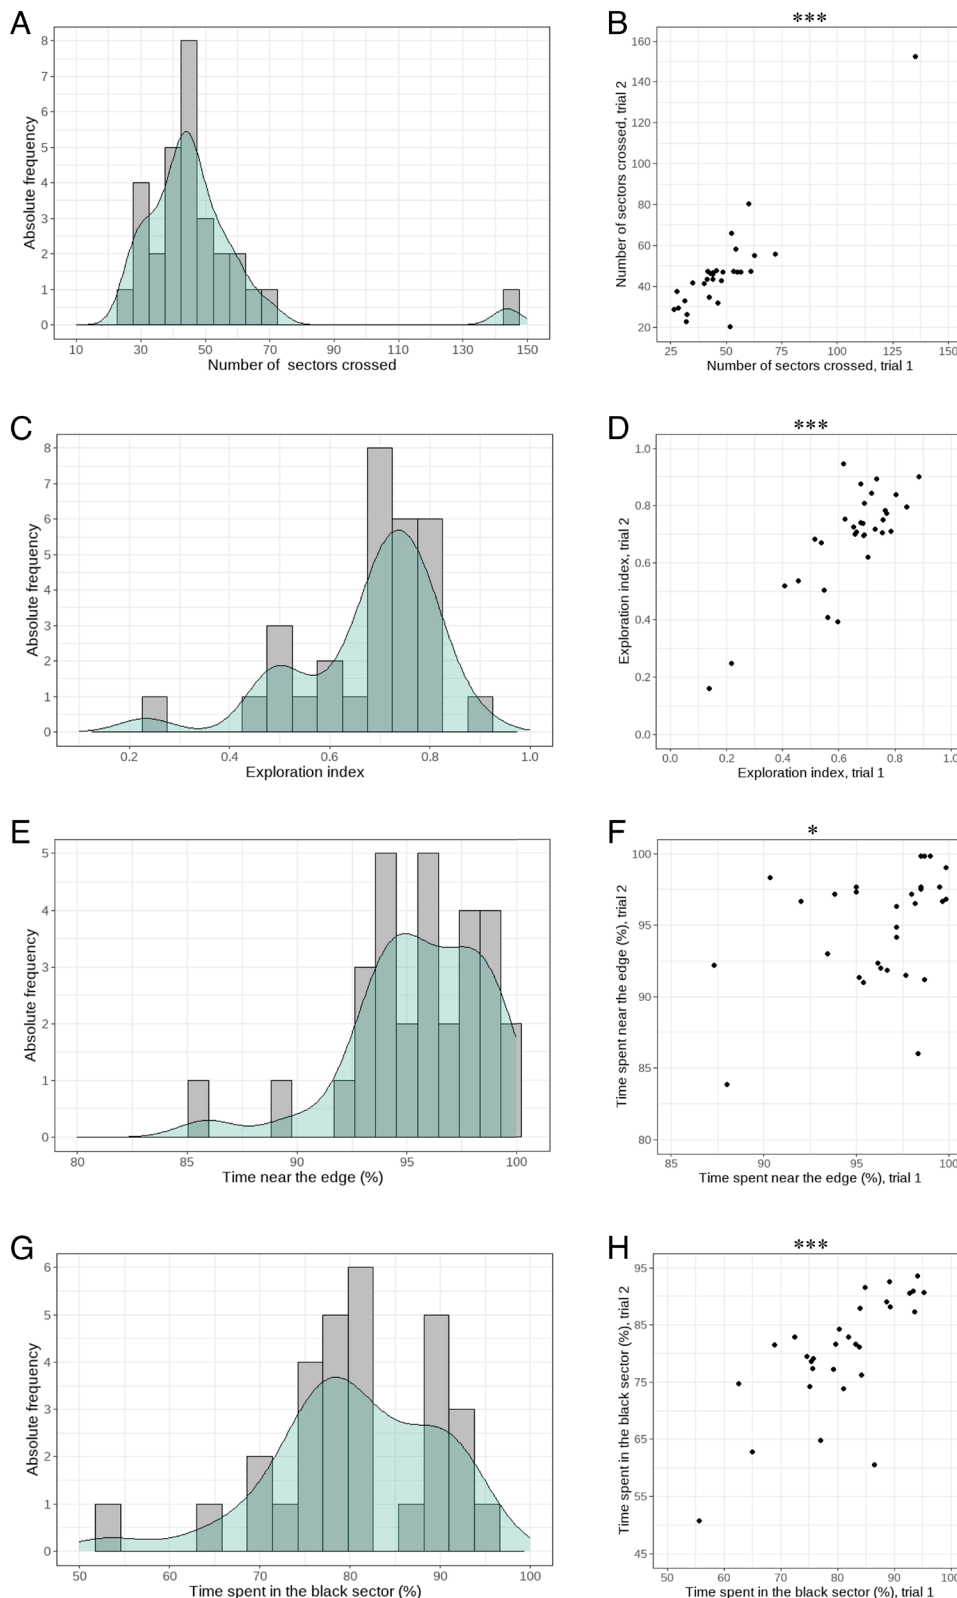 A
Absolute frequency
8
7
6
5
4
3
2
1
0
10 30 50 70 90 110 130 150
Number of  sectors crossed
B
***
Number of sectors crossed, trial 2
160
140
120
100
80
60
40
20
25 50 75 100 125 150
Number of sectors crossed, trial 1
C
Absolute frequency
8
7
6
5
4
3
2
1
0
0.2 0.4 0.6 0.8 1.0
Exploration index
D
***
Exploration index, trial 2
1.0
0.8
0.6
0.4
0.2
0.0
0.0 0.2 0.4 0.6 0.8 1.0
Exploration index, trial 1
E
Absolute frequency
5
4
3
2
1
0
80 85 90 95 100
Time near the edge (%)
F
*
Time spent near the edge (%), trial 2
100
95
90
85
80
85 90 95 100
Time spent near the edge (%), trial 1
G
Absolute frequency
6
5
4
3
2
1
0
50 60 70 80 90 100
Time spent in the black sector (%)
H
***
Time spent in the black sector (%), trial 2
95
85
75
65
55
45
50 60 70 80 90 100
Time spent in the black sector (%), trial 1